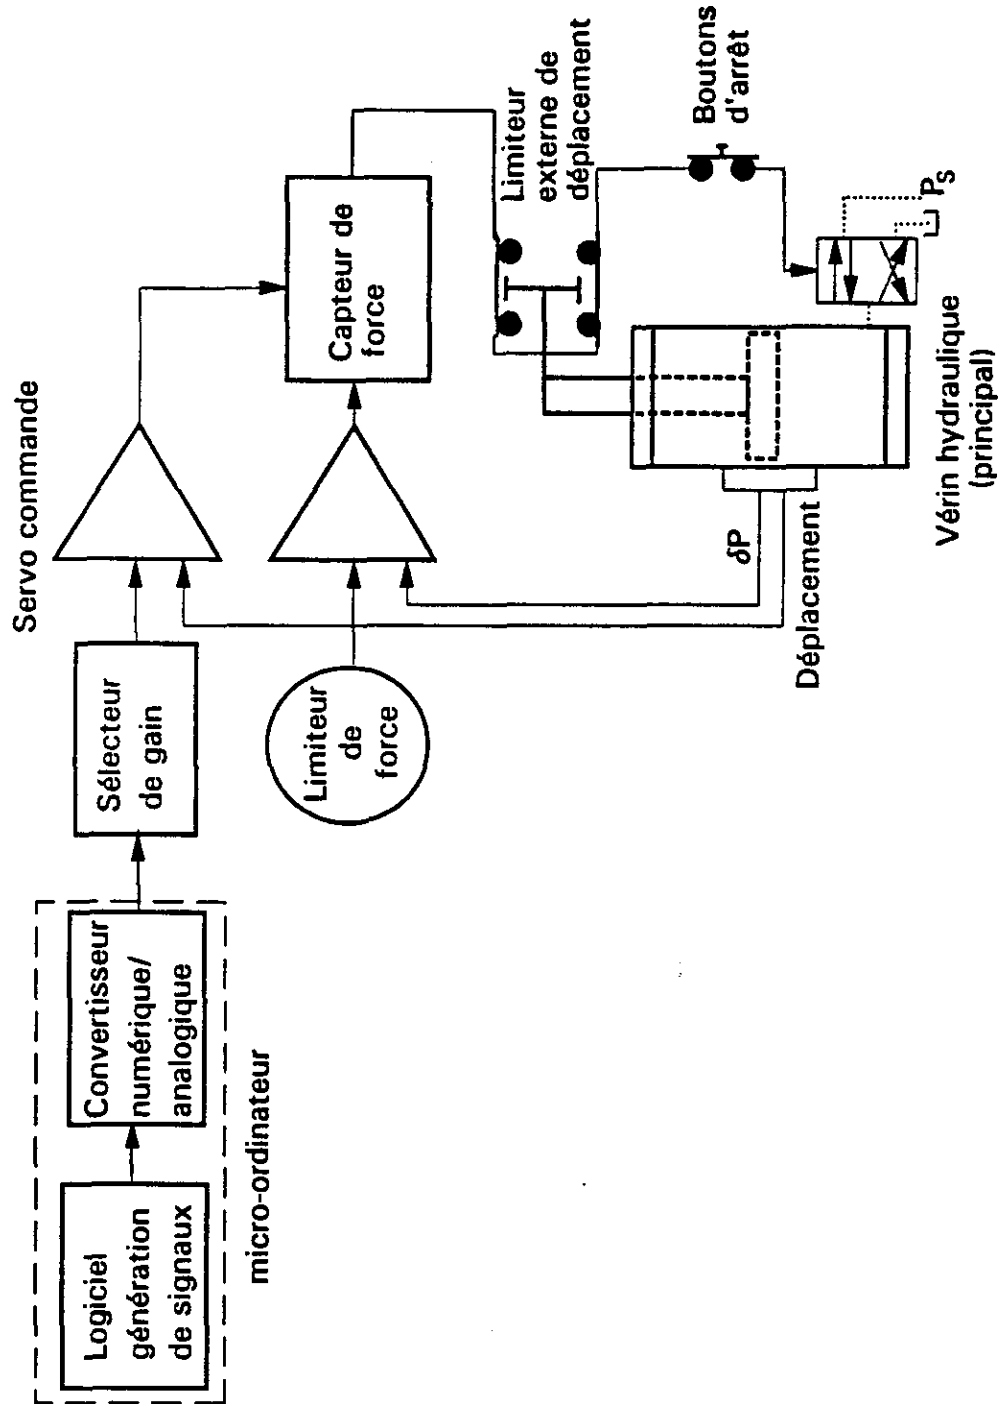 Logiciel
génération
de signaux
Convertisseur
numérique/
analogique
micro-ordinateur
Sélecteur
de gain
Servo commande
Limiteur
de
force
Capteur de
force
Limiteur
externe de
déplacement
Boutons
d'arrêt
δP
Déplacement
P_S
Vérin hydraulique
(principal)